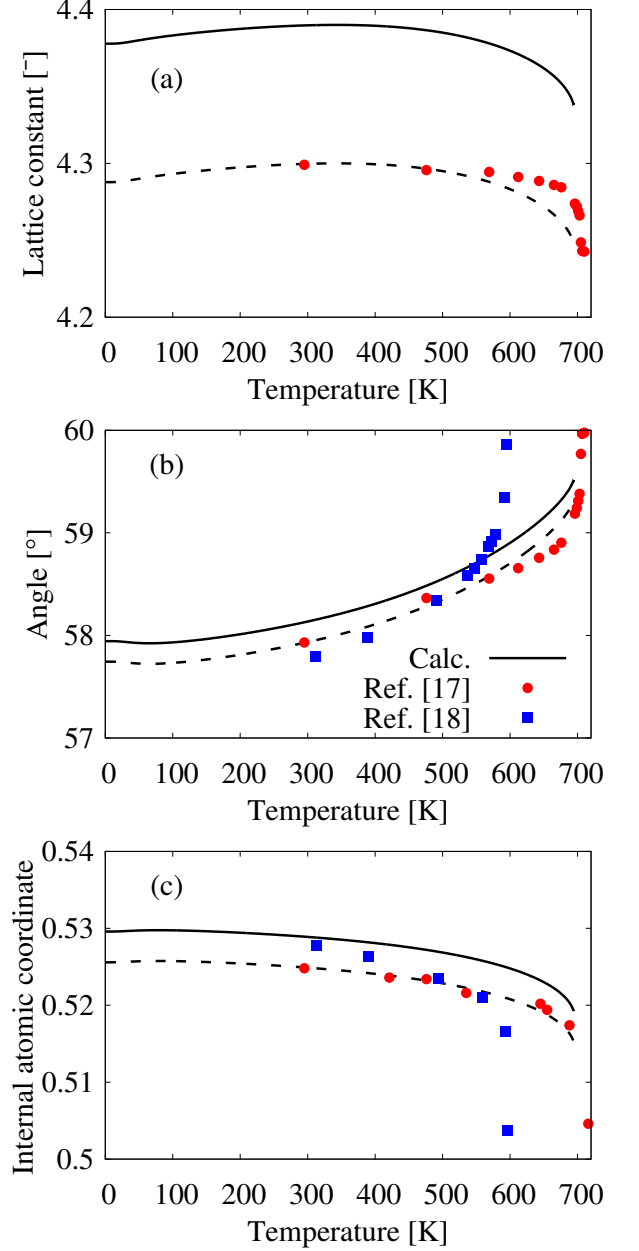 4.4
(a)
4.3
4.2
Lattice constant [¯]
0 100 200 300 400 500 600 700
Temperature [K]
60
(b)
59
58
57
Angle [°]
Calc.
Ref. [17]
Ref. [18]
0 100 200 300 400 500 600 700
Temperature [K]
0.54
(c)
0.53
0.52
0.51
0.5
Internal atomic coordinate
0 100 200 300 400 500 600 700
Temperature [K]